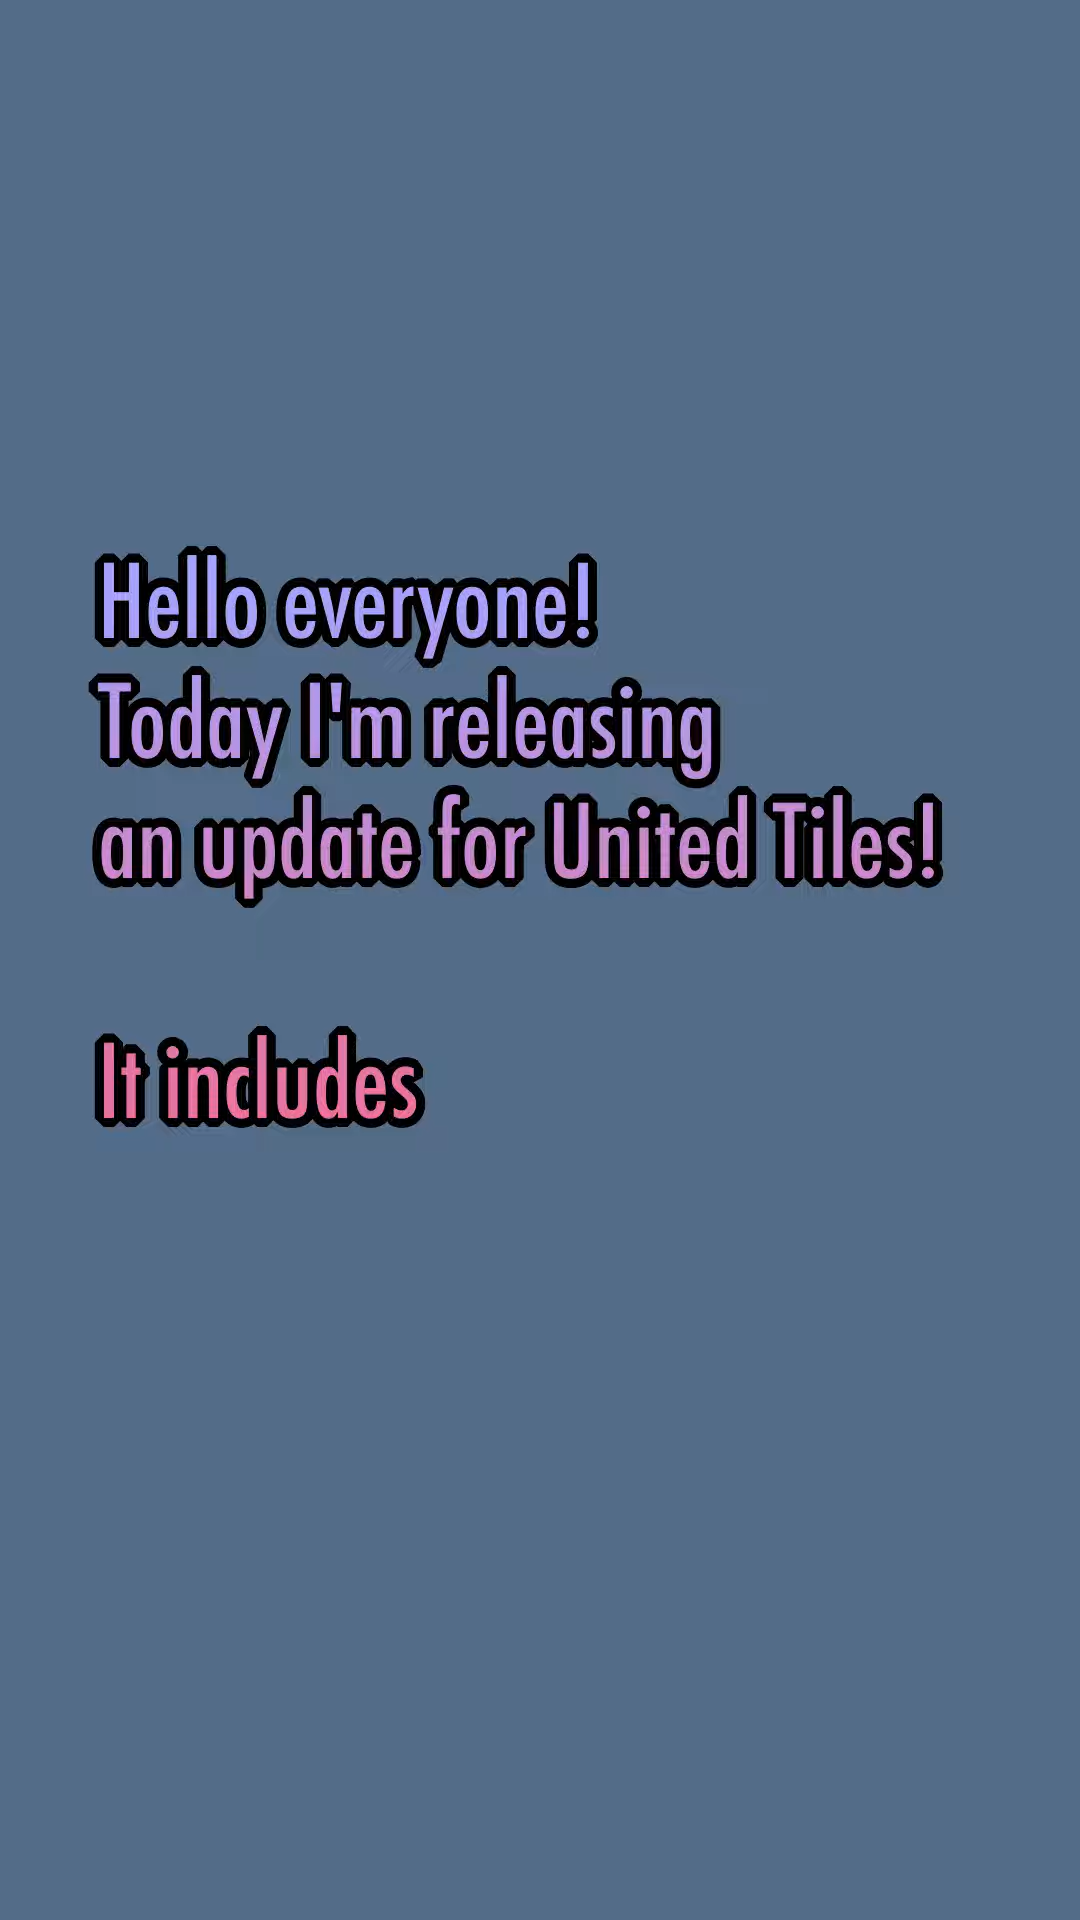 Hello everyone!
Today I'm releasing
an update for United Tiles!
It includes